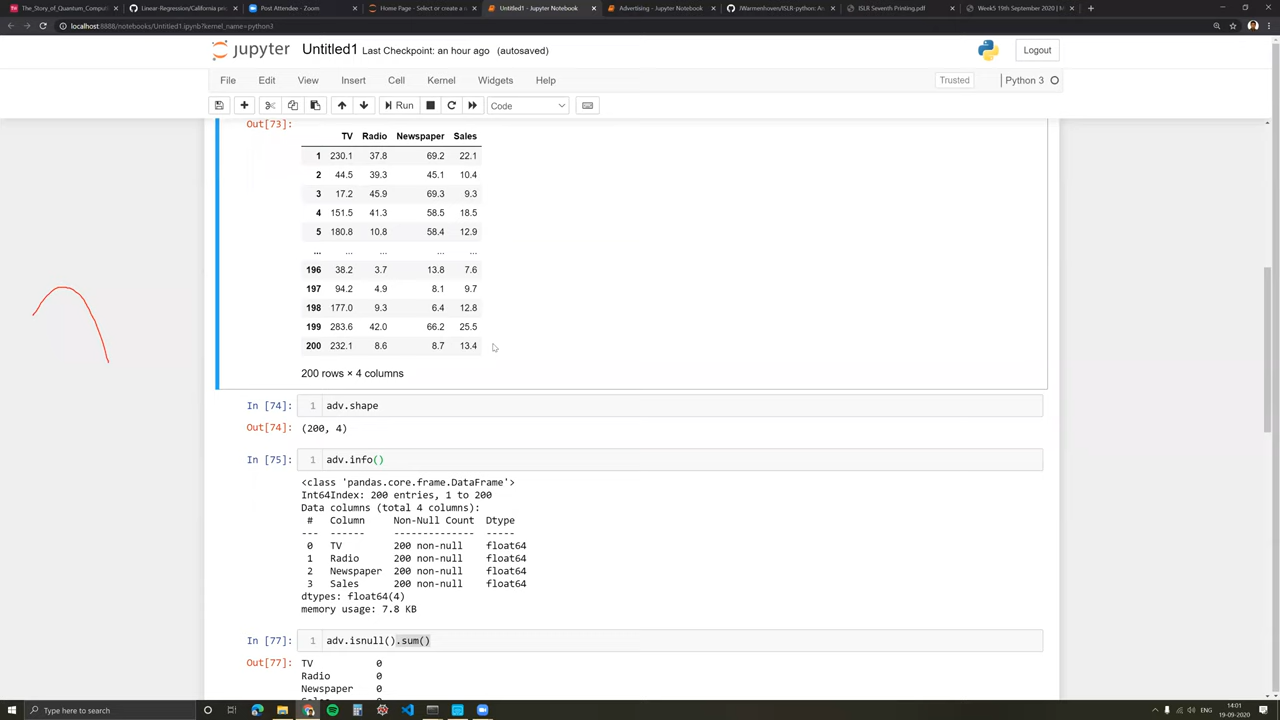 The_Story_of_Quantum_Computi
Linear-Regression/California pro
Post Attendee - Zoom
Home Page - Select or create a n
Untitled1 - Jupyter Notebook
Advertising - Jupyter Notebook
JWarmenhoven/ISLR-python: An
ISLR Seventh Printing.pdf
Week5 19th September 2020 | M
localhost:8888/notebooks/Untitled1.ipynb?kernel_name=python3
jupyter Untitled1 Last Checkpoint: an hour ago (autosaved) Logout
File Edit View Insert Cell Kernel Widgets Help Trusted Python 3
Run Code
Out[73]:
TV Radio Newspaper Sales
1 230.1 37.8 69.2 22.1
2 44.5 39.3 45.1 10.4
3 17.2 45.9 69.3 9.3
4 151.5 41.3 58.5 18.5
5 180.8 10.8 58.4 12.9
... ... ... ... ...
196 38.2 3.7 13.8 7.6
197 94.2 4.9 8.1 9.7
198 177.0 9.3 6.4 12.8
199 283.6 42.0 66.2 25.5
200 232.1 8.6 8.7 13.4
200 rows × 4 columns
In [74]: 1 adv.shape
Out[74]: (200, 4)
In [75]: 1 adv.info()
<class 'pandas.core.frame.DataFrame'>
Int64Index: 200 entries, 1 to 200
Data columns (total 4 columns):
# Column Non-Null Count Dtype
--- ------ -------------- -----
0 TV 200 non-null float64
1 Radio 200 non-null float64
2 Newspaper 200 non-null float64
3 Sales 200 non-null float64
dtypes: float64(4)
memory usage: 7.8 KB
In [77]: 1 adv.isnull().sum()
Out[77]: TV 0
Radio 0
Newspaper 0
Type here to search
ENG
14:01
19-09-2020